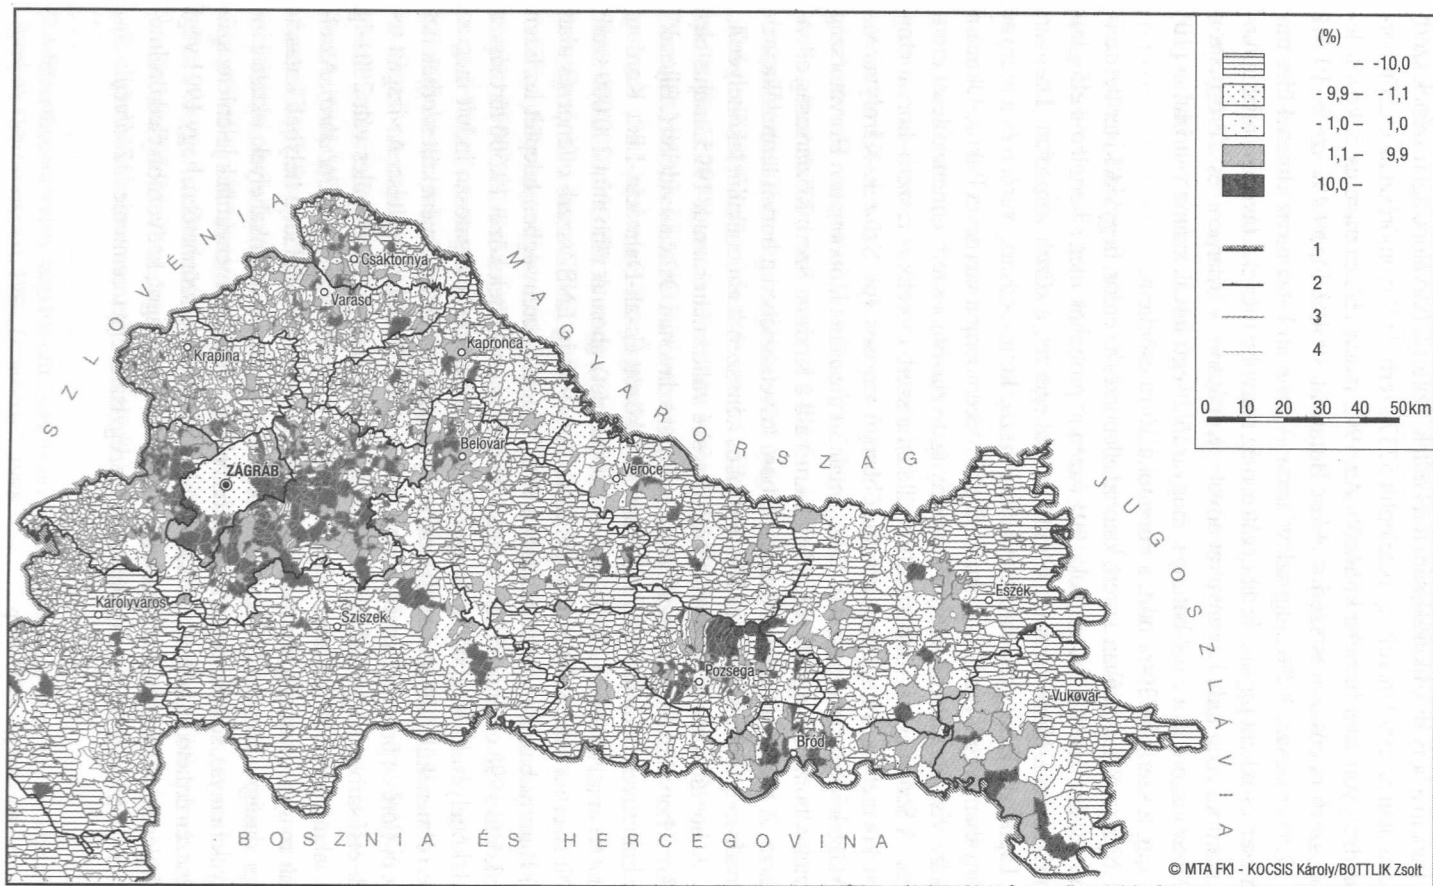 (%)
– -10,0
- 9,9 – - 1,1
- 1,0 – 1,0
1,1 – 9,9
10,0 –
1
2
3
4
0 10 20 30 40 50 km
SZLOVÉNIA
MAGYARORSZÁG
JUGOSZLÁVIA
Csáktornya
Varasd
Krapina
Kapronca
Belovár
ZÁGRÁB
Verőce
Károlyváros
Sziszek
Eszék
Pozsega
Vukovár
Bród
BOSZNIA ÉS HERCEGOVINA
© MTA FKI - KOCSIS Károly/BOTTLIK Zsolt